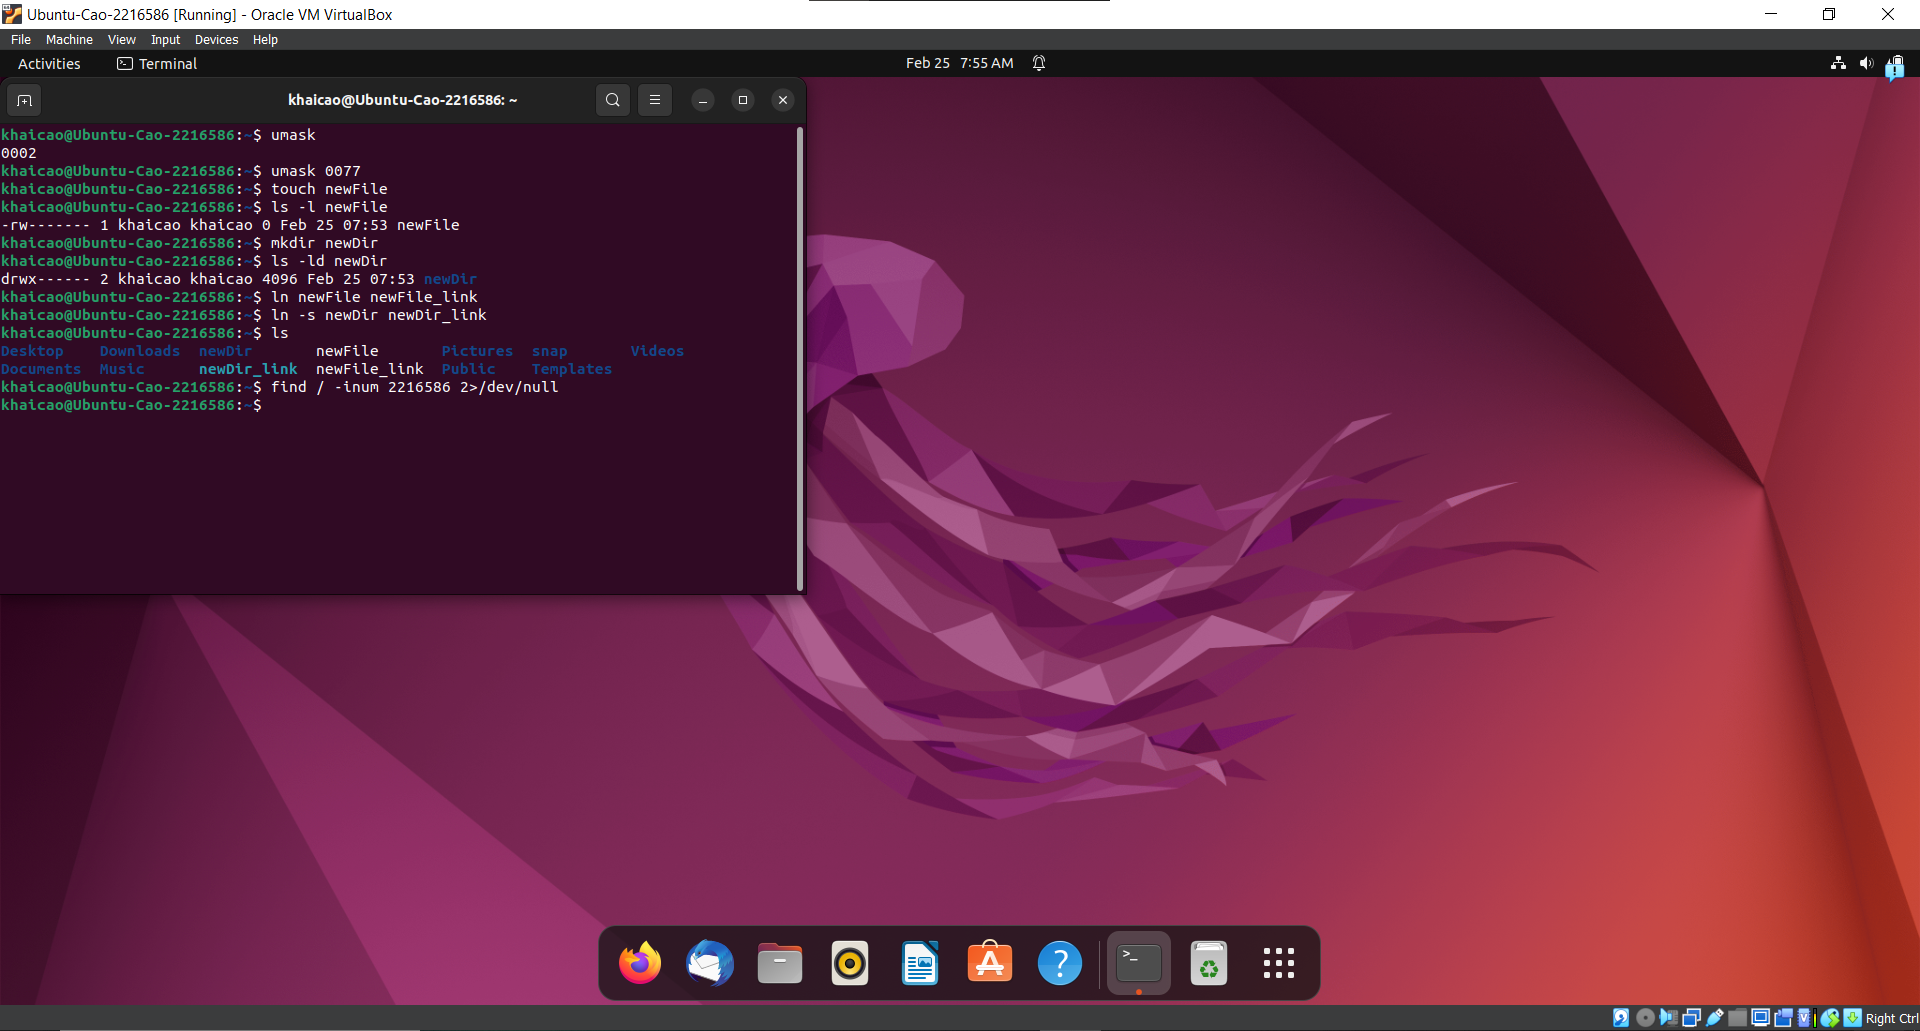 Ubuntu-Cao-2216586 [Running] - Oracle VM VirtualBox
File Machine View Input Devices Help
Activities Terminal Feb 25 7:55 AM
khaicao@Ubuntu-Cao-2216586: ~
khaicao@Ubuntu-Cao-2216586:~$ umask
0002
khaicao@Ubuntu-Cao-2216586:~$ umask 0077
khaicao@Ubuntu-Cao-2216586:~$ touch newFile
khaicao@Ubuntu-Cao-2216586:~$ ls -l newFile
-rw------- 1 khaicao khaicao 0 Feb 25 07:53 newFile
khaicao@Ubuntu-Cao-2216586:~$ mkdir newDir
khaicao@Ubuntu-Cao-2216586:~$ ls -ld newDir
drwx------ 2 khaicao khaicao 4096 Feb 25 07:53 newDir
khaicao@Ubuntu-Cao-2216586:~$ ln newFile newFile_link
khaicao@Ubuntu-Cao-2216586:~$ ln -s newDir newDir_link
khaicao@Ubuntu-Cao-2216586:~$ ls
Desktop Downloads newDir newFile Pictures snap Videos
Documents Music newDir_link newFile_link Public Templates
khaicao@Ubuntu-Cao-2216586:~$ find / -inum 2216586 2>/dev/null
khaicao@Ubuntu-Cao-2216586:~$
Right Ctrl